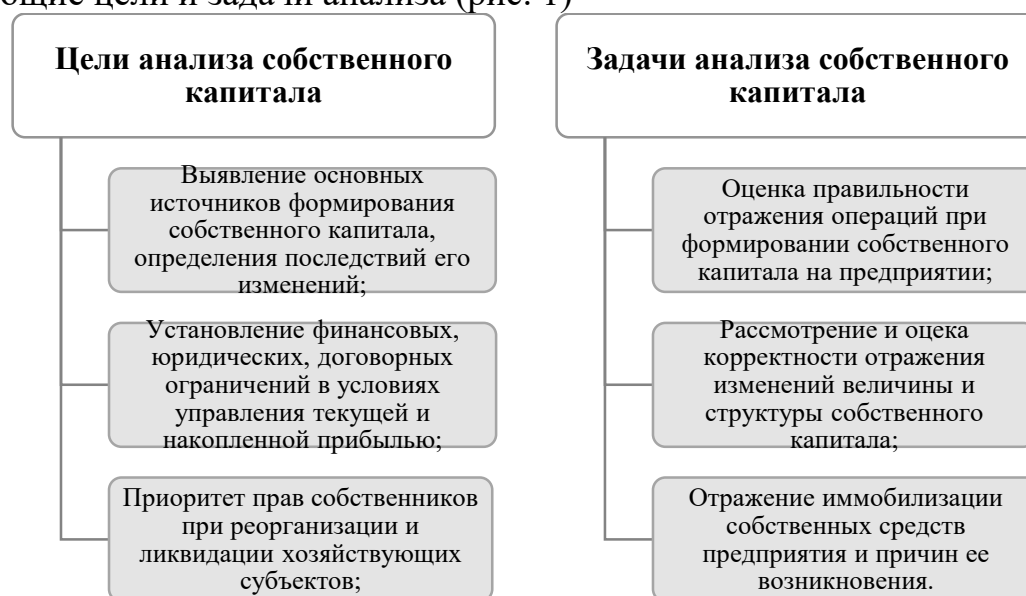 ющие цели и задачи анализа (рис. 1)
Цели анализа собственного
капитала
Выявление основных
источников формирования
собственного капитала,
определения последствий его
изменений;
Установление финансовых,
юридических, договорных
ограничений в условиях
управления текущей и
накопленной прибылью;
Приоритет прав собственников
при реорганизации и
ликвидации хозяйствующих
субъектов;
Задачи анализа собственного
капитала
Оценка правильности
отражения операций при
формировании собственного
капитала на предприятии;
Рассмотрение и оцека
корректности отражения
изменений величины и
структуры собственного
капитала;
Отражение иммобилизации
собственных средств
предприятия и причин ее
возникновения.